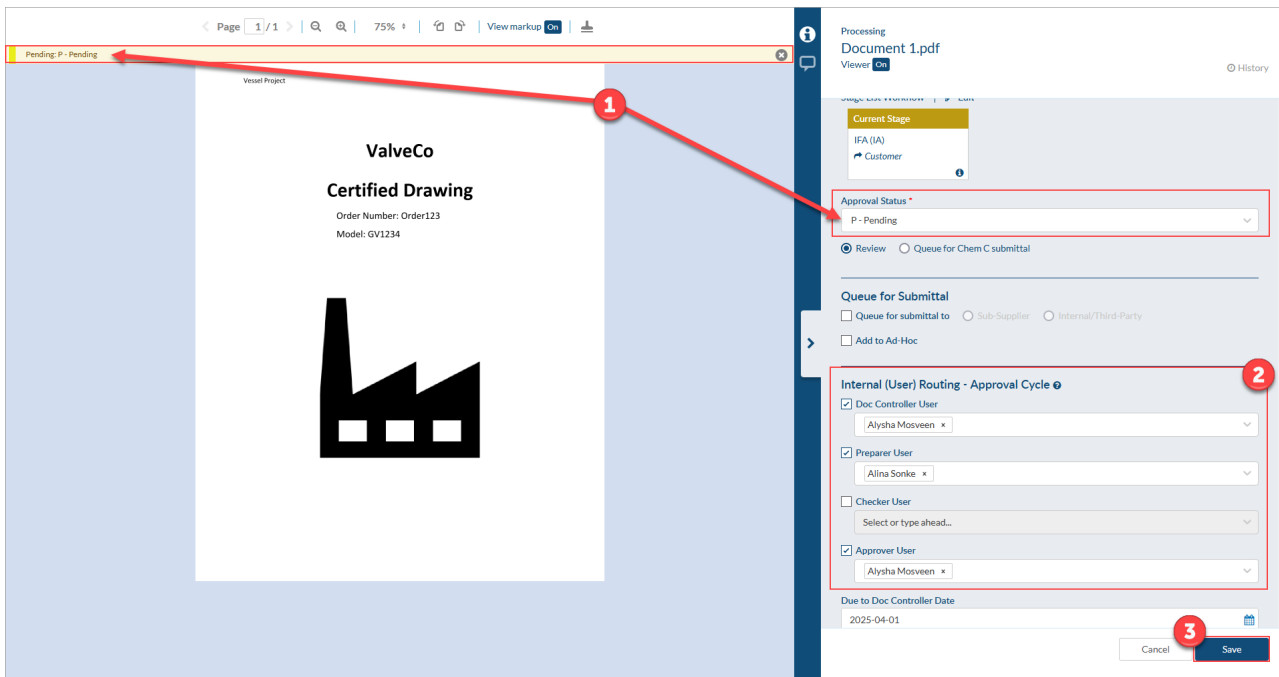 Page 1 / 1 75% View markup On
Pending: P - Pending
Vessel Project
ValveCo
Certified Drawing
Order Number: Order123
Model: GV1234
1
Processing
Document 1.pdf
Viewer On
History
Stage List Workflow | Edit
Current Stage
IFA (IA)
Customer
Approval Status *
P - Pending
Review Queue for Chem C submittal
Queue for Submittal
Queue for submittal to Sub-Supplier Internal/Third-Party
Add to Ad-Hoc
2
Internal (User) Routing - Approval Cycle
Doc Controller User
Alysha Mosveen ×
Preparer User
Alina Sonke ×
Checker User
Select or type ahead...
Approver User
Alysha Mosveen ×
Due to Doc Controller Date
2025-04-01
3
Cancel Save